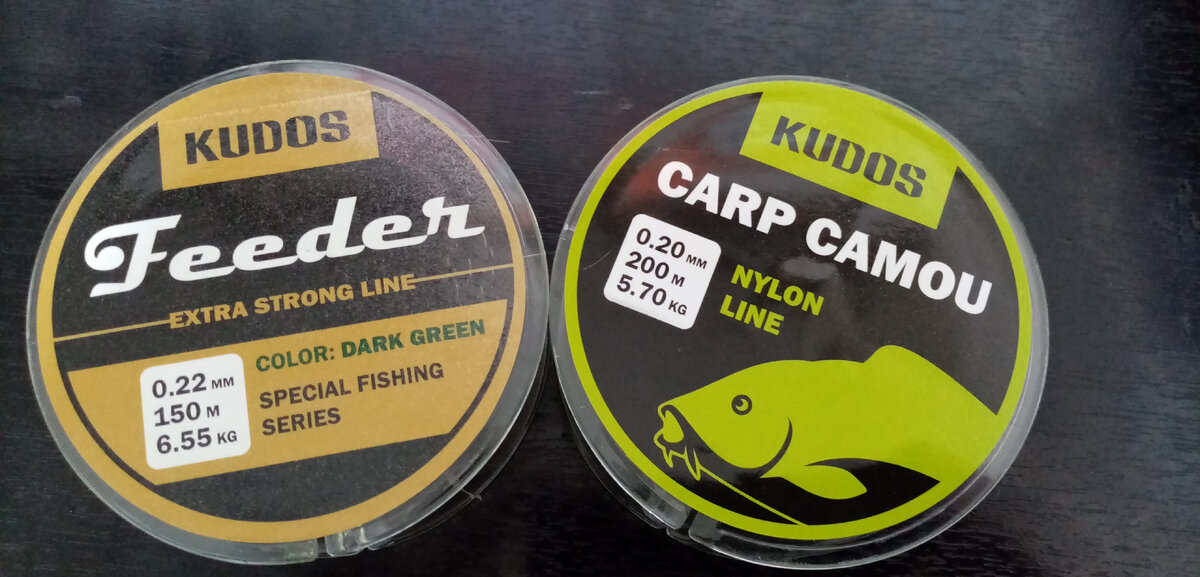 KUDOS
Feeder
EXTRA STRONG LINE
COLOR: DARK GREEN
0.22 MM
150 M
6.55 KG
SPECIAL FISHING
SERIES
KUDOS
CARP CAMOU
0.20 MM
200 M
5.70 KG
NYLON
LINE